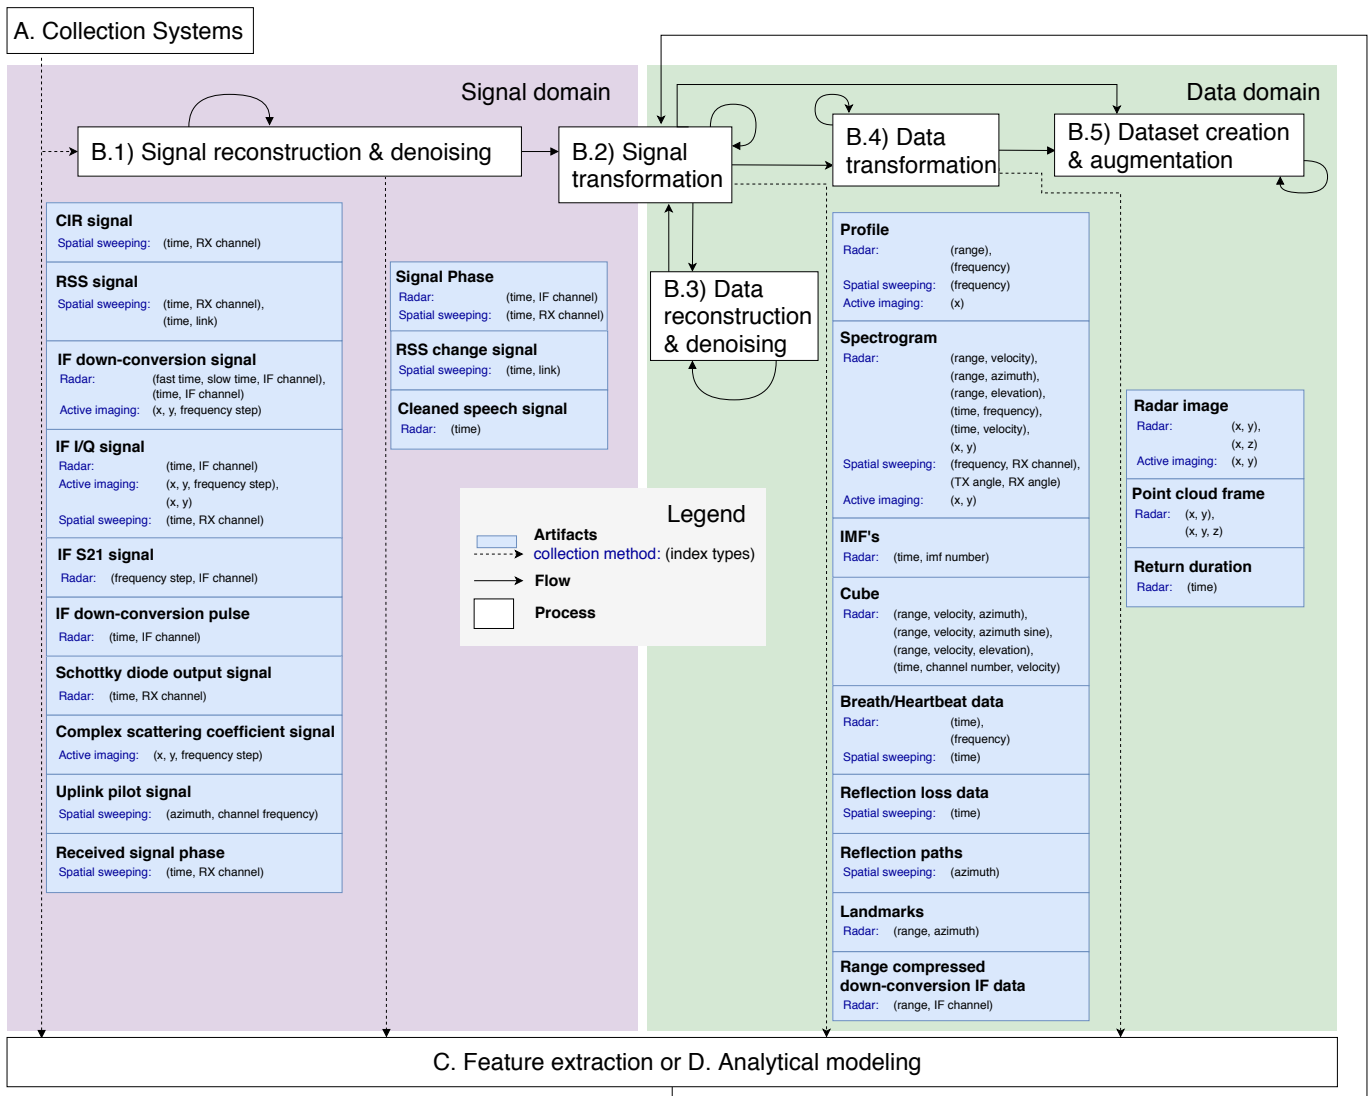 A. Collection Systems
Signal domain
Data domain
B.1) Signal reconstruction & denoising
B.2) Signal
transformation
B.4) Data
transformation
B.5) Dataset creation
& augmentation
B.3) Data
reconstruction
& denoising
CIR signal
Spatial sweeping: (time, RX channel)
RSS signal
Spatial sweeping: (time, RX channel),
(time, link)
IF down-conversion signal
Radar: (fast time, slow time, IF channel),
(time, IF channel)
Active imaging: (x, y, frequency step)
IF I/Q signal
Radar: (time, IF channel)
Active imaging: (x, y, frequency step),
(x, y)
Spatial sweeping: (time, RX channel)
IF S21 signal
Radar: (frequency step, IF channel)
IF down-conversion pulse
Radar: (time, IF channel)
Schottky diode output signal
Radar: (time, RX channel)
Complex scattering coefficient signal
Active imaging: (x, y, frequency step)
Uplink pilot signal
Spatial sweeping: (azimuth, channel frequency)
Received signal phase
Spatial sweeping: (time, RX channel)
Signal Phase
Radar: (time, IF channel)
Spatial sweeping: (time, RX channel)
RSS change signal
Spatial sweeping: (time, link)
Cleaned speech signal
Radar: (time)
Legend
Artifacts
collection method: (index types)
Flow
Process
Profile
Radar: (range),
(frequency)
Spatial sweeping: (frequency)
Active imaging: (x)
Spectrogram
Radar: (range, velocity),
(range, azimuth),
(range, elevation),
(time, frequency),
(time, velocity),
(x, y)
Spatial sweeping: (frequency, RX channel),
(TX angle, RX angle)
Active imaging: (x, y)
IMF's
Radar: (time, imf number)
Cube
Radar: (range, velocity, azimuth),
(range, velocity, azimuth sine),
(range, velocity, elevation),
(time, channel number, velocity)
Breath/Heartbeat data
Radar: (time),
(frequency)
Spatial sweeping: (time)
Reflection loss data
Spatial sweeping: (time)
Reflection paths
Spatial sweeping: (azimuth)
Landmarks
Radar: (range, azimuth)
Range compressed
down-conversion IF data
Radar: (range, IF channel)
Radar image
Radar: (x, y),
(x, z)
Active imaging: (x, y)
Point cloud frame
Radar: (x, y),
(x, y, z)
Return duration
Radar: (time)
C. Feature extraction or D. Analytical modeling